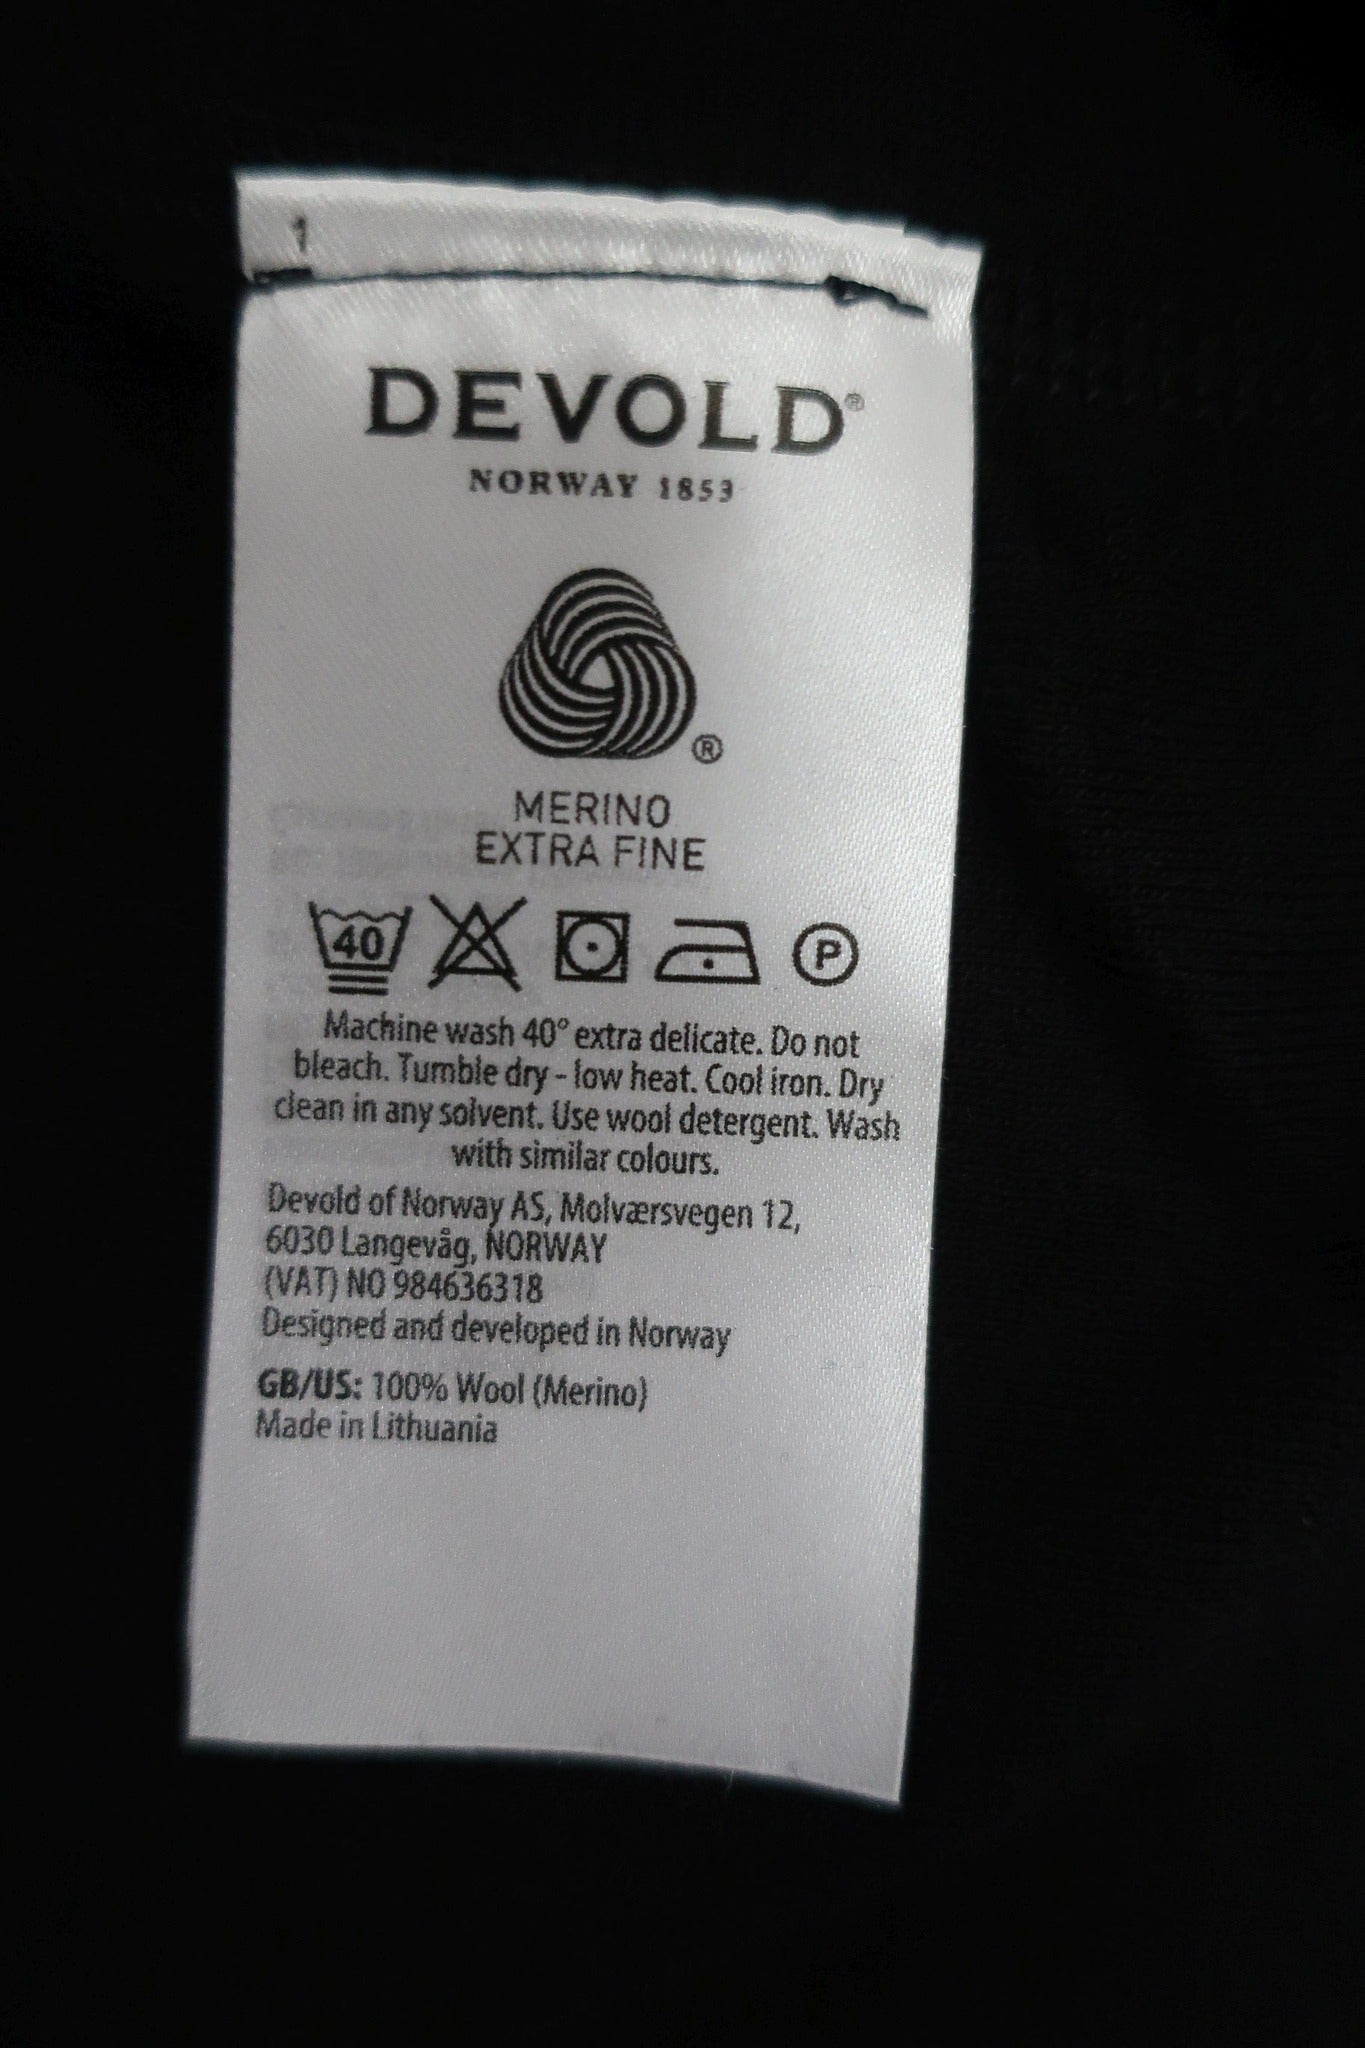 1
DEVOLD®
NORWAY 1853
®
MERINO
EXTRA FINE
40 P
Machine wash 40° extra delicate. Do not
bleach. Tumble dry - low heat. Cool iron. Dry
clean in any solvent. Use wool detergent. Wash
with similar colours.
Devold of Norway AS, Molværsvegen 12,
6030 Langevåg, NORWAY
(VAT) NO 984636318
Designed and developed in Norway
GB/US: 100% Wool (Merino)
Made in Lithuania